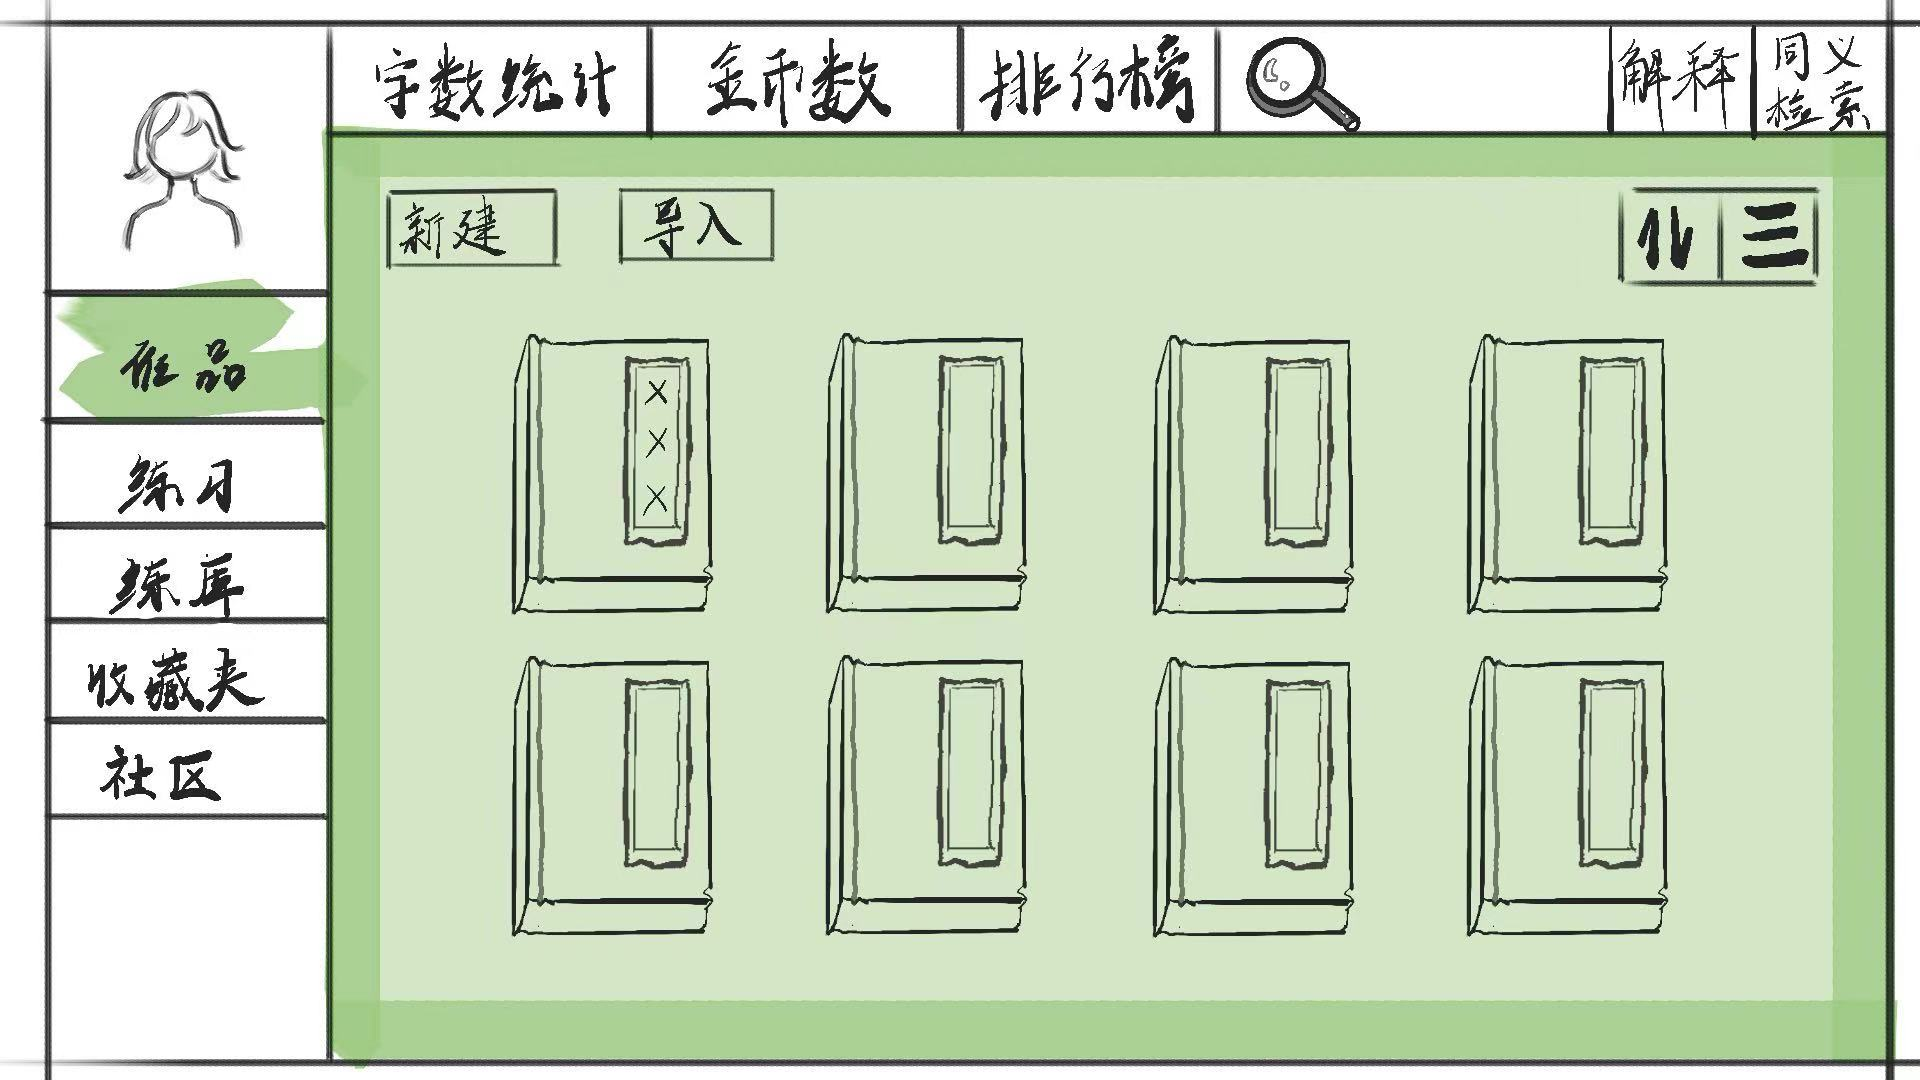 字数统计
金币数
排行榜
解释
同义
检索
新建
导入
作品
×
×
×
练习
练库
收藏夹
社区